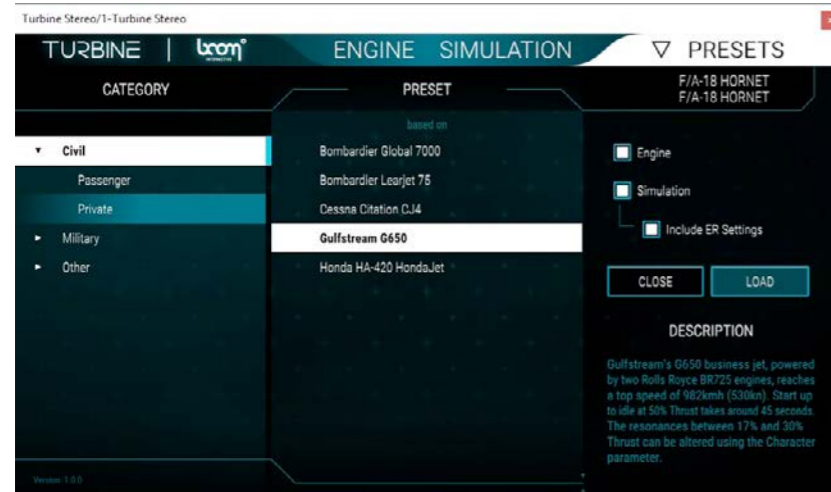 Turbine Stereo/1-Turbine Stereo
TURBINE | boom INTERACTIVE ENGINE SIMULATION ▽ PRESETS
CATEGORY
PRESET
F/A-18 HORNET
F/A-18 HORNET
based on
Civil
Passenger
Private
Military
Other
Bombardier Global 7000
Bombardier Learjet 75
Cessna Citation CJ4
Gulfstream G650
Honda HA-420 HondaJet
Engine
Simulation
Include ER Settings
CLOSE
LOAD
DESCRIPTION
Gulfstream's G650 business jet, powered
by two Rolls Royce BR725 engines, reaches
a top speed of 982kmh (530kn). Start up
to idle at 50% Thrust takes around 45 seconds.
The resonances between 17% and 30%
Thrust can be altered using the Character
parameter.
Version: 1.0.0